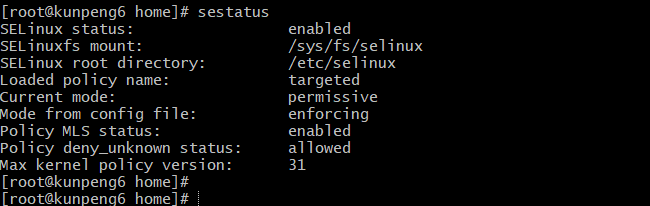 [root@kunpeng6 home]# sestatus
SELinux status:                 enabled
SELinuxfs mount:                /sys/fs/selinux
SELinux root directory:         /etc/selinux
Loaded policy name:             targeted
Current mode:                   permissive
Mode from config file:          enforcing
Policy MLS status:              enabled
Policy deny_unknown status:     allowed
Max kernel policy version:      31
[root@kunpeng6 home]#
[root@kunpeng6 home]#